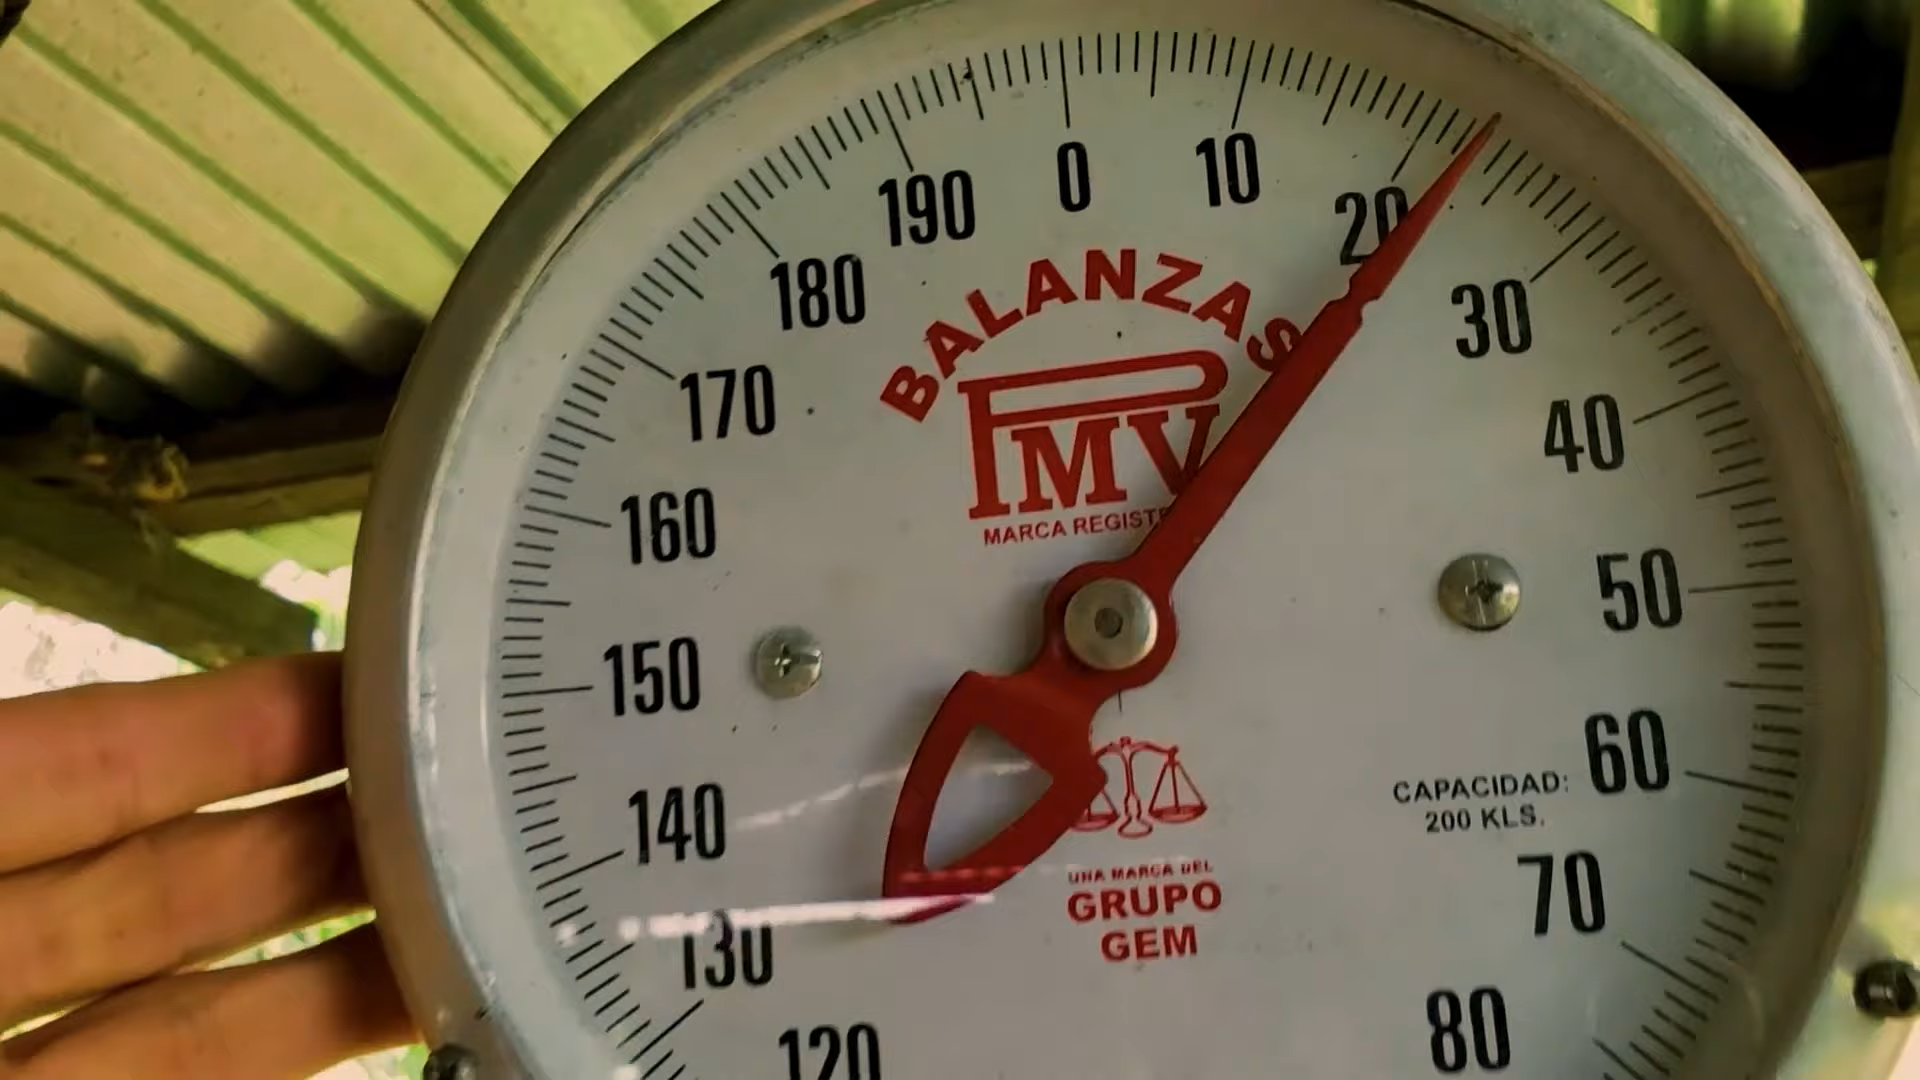 0
10
20
30
40
50
60
70
80
120
130
140
150
160
170
180
190
BALANZAS
PMV
MARCA REGIST
CAPACIDAD:
200 KLS.
UNA MARCA DEL
GRUPO
GEM